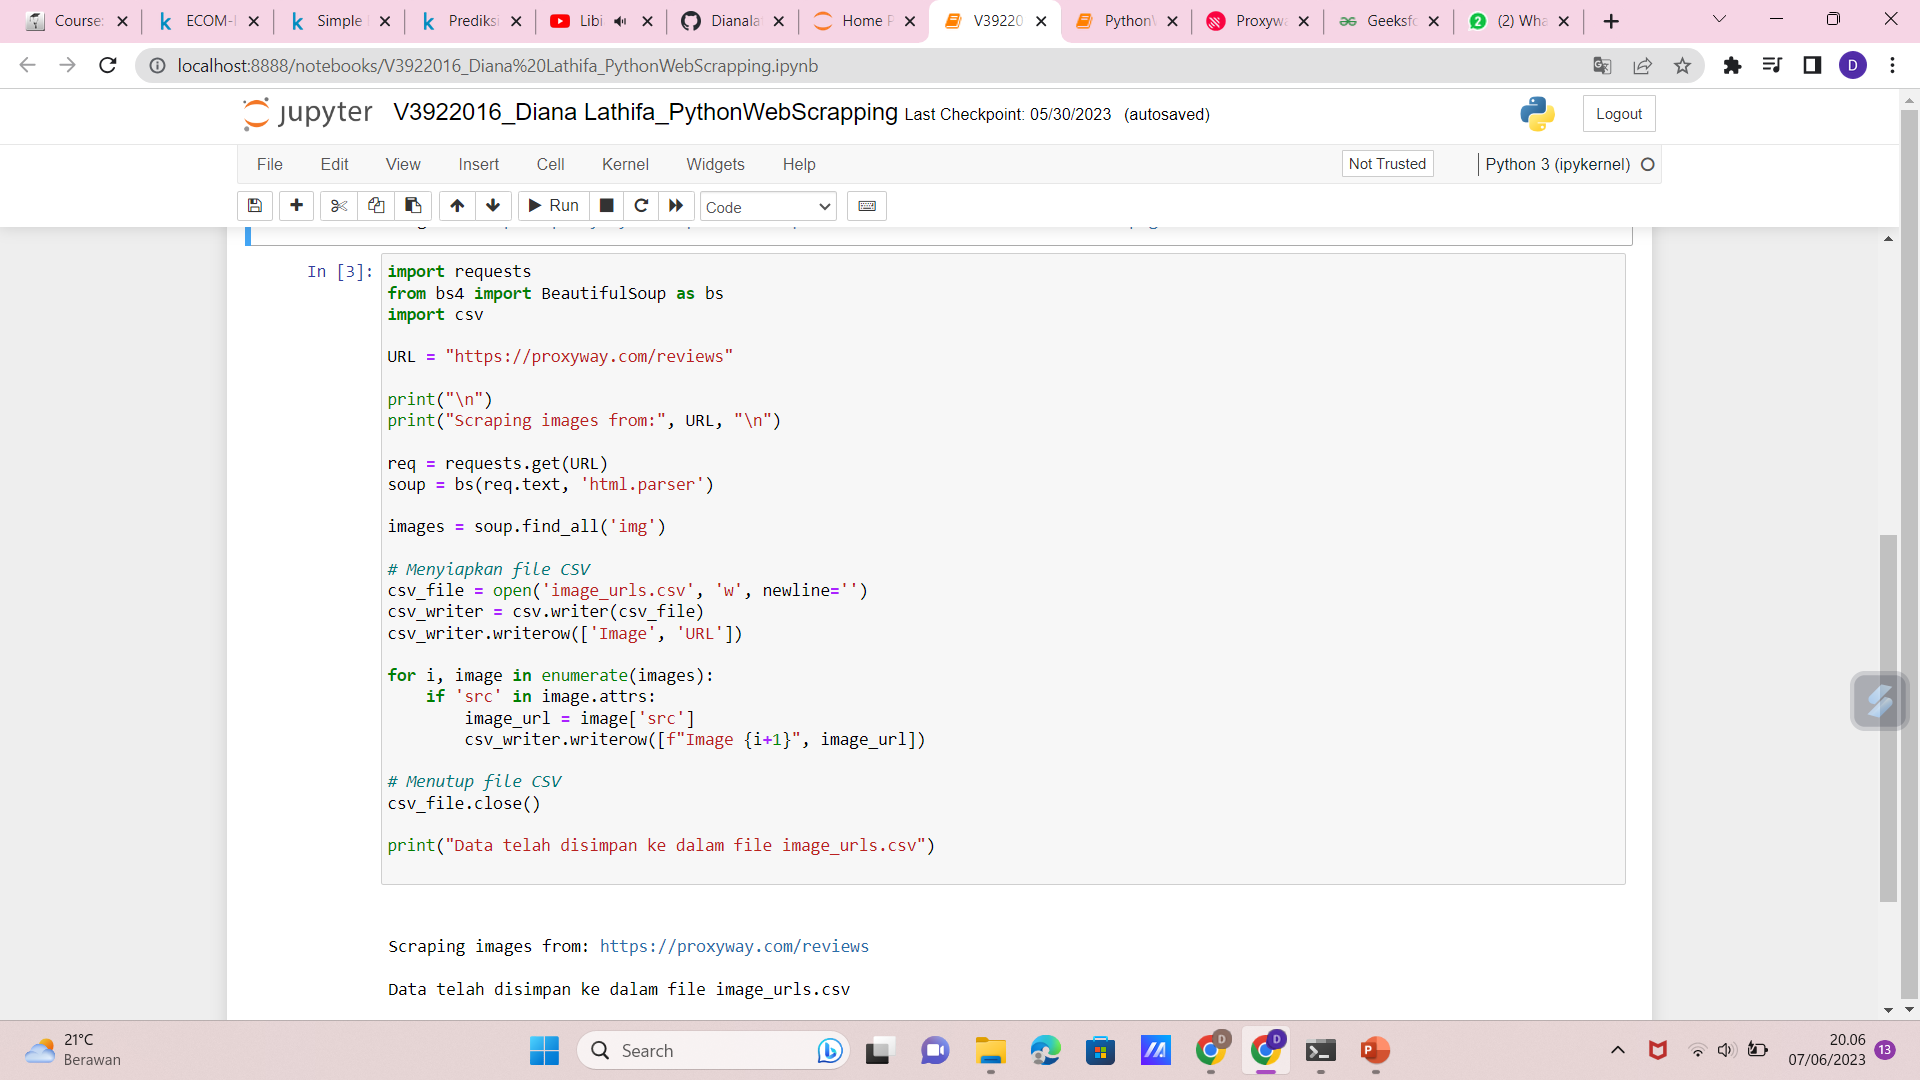 Course:
ECOM-
Simple
Prediks
Libi
Dianala
Home P
V39220
Python
Proxyw
Geeksfo
(2) Wha
localhost:8888/notebooks/V3922016_Diana%20Lathifa_PythonWebScrapping.ipynb
D
jupyter V3922016_Diana Lathifa_PythonWebScrapping Last Checkpoint: 05/30/2023 (autosaved)
Logout
File Edit View Insert Cell Kernel Widgets Help
Not Trusted
Python 3 (ipykernel)
Run
Code
In [3]:
import requests
from bs4 import BeautifulSoup as bs
import csv
URL = "https://proxyway.com/reviews"
print("\n")
print("Scraping images from:", URL, "\n")
req = requests.get(URL)
soup = bs(req.text, 'html.parser')
images = soup.find_all('img')
# Menyiapkan file CSV
csv_file = open('image_urls.csv', 'w', newline='')
csv_writer = csv.writer(csv_file)
csv_writer.writerow(['Image', 'URL'])
for i, image in enumerate(images):
    if 'src' in image.attrs:
        image_url = image['src']
        csv_writer.writerow([f"Image {i+1}", image_url])
# Menutup file CSV
csv_file.close()
print("Data telah disimpan ke dalam file image_urls.csv")
Scraping images from: https://proxyway.com/reviews
Data telah disimpan ke dalam file image_urls.csv
21°C
Berawan
Search
20.06
07/06/2023
13